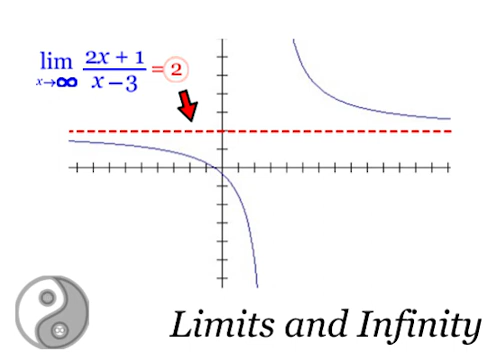 lim 2x + 1 = 2
x→∞ x − 3
Limits and Infinity